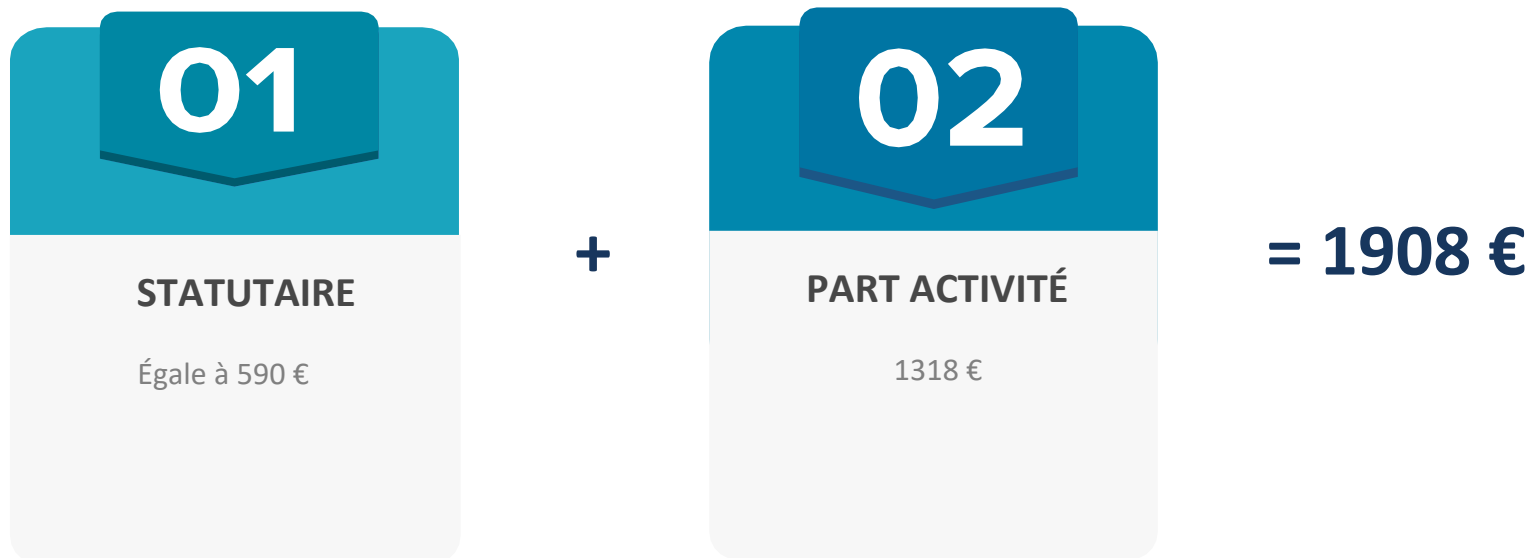 01
STATUTAIRE
Égale à 590 €
+
02
PART ACTIVITÉ
1318 €
= 1908 €